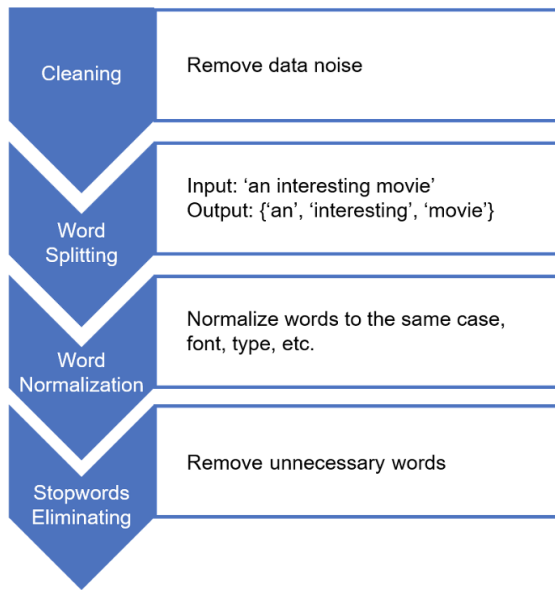 Cleaning
Remove data noise
Word
Splitting
Input: ‘an interesting movie’
Output: {‘an’, ‘interesting’, ‘movie’}
Word
Normalization
Normalize words to the same case,
font, type, etc.
Stopwords
Eliminating
Remove unnecessary words